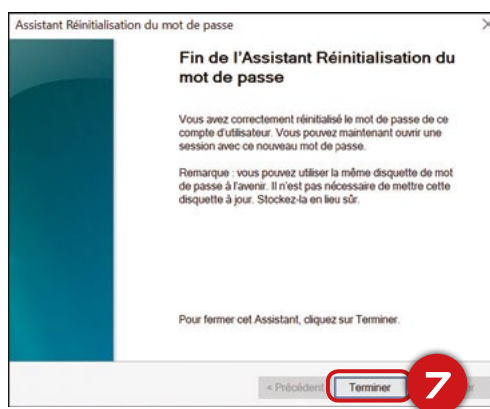 Assistant Réinitialisation du mot de passe
Fin de l'Assistant Réinitialisation du
mot de passe
Vous avez correctement réinitialisé le mot de passe de ce
compte d'utilisateur. Vous pouvez maintenant ouvrir une
session avec ce nouveau mot de passe.
Remarque : vous pouvez utiliser la même disquette de mot
de passe à l'avenir. Il n'est pas nécessaire de mettre cette
disquette à jour. Stockez-la en lieu sûr.
Pour fermer cet Assistant, cliquez sur Terminer.
< Précédent Terminer 7